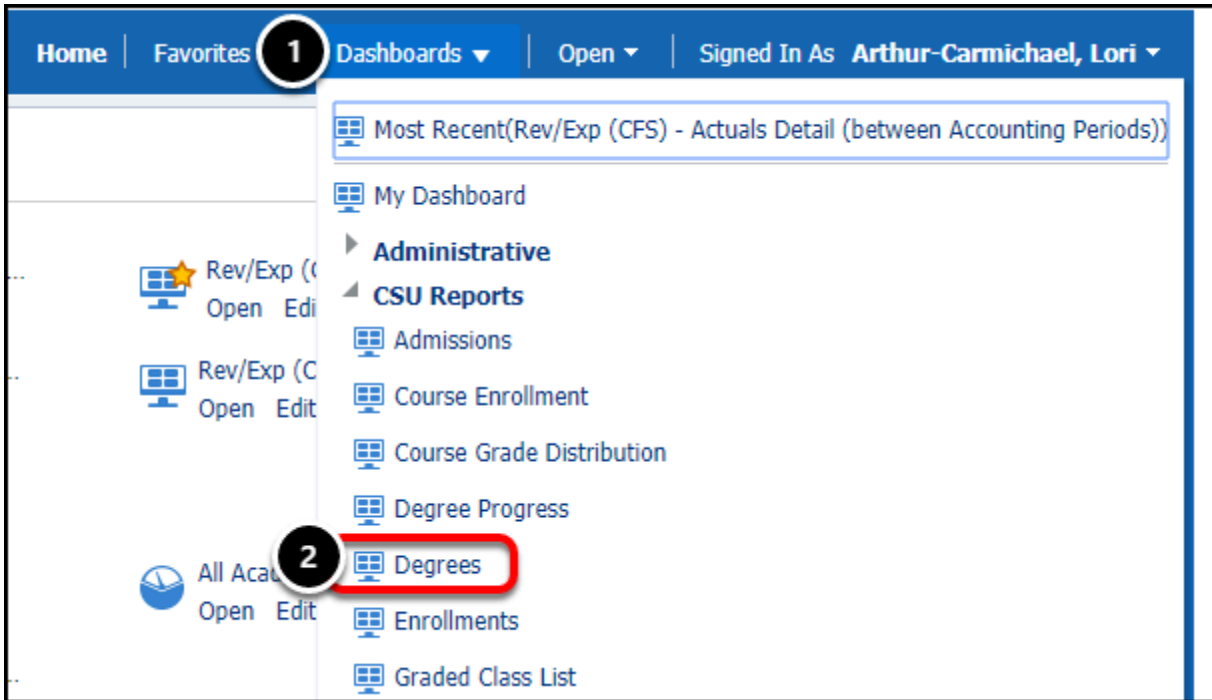 Home Favorites 1 Dashboards Open Signed In As Arthur-Carmichael, Lori
Most Recent(Rev/Exp (CFS) - Actuals Detail (between Accounting Periods))
My Dashboard
Administrative
CSU Reports
Admissions
Course Enrollment
Course Grade Distribution
Degree Progress
2 Degrees
Enrollments
Graded Class List
...
Rev/Exp (
Open Edi
..
Rev/Exp (C
Open Edit
All Aca
Open Edit
..